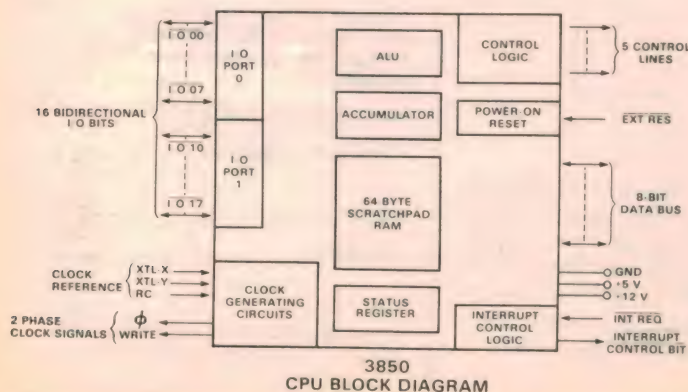 I O 00
I O 07
16 BIDIRECTIONAL
I O BITS
I O 10
I O 17
I O
PORT
0
I O
PORT
1
CLOCK
REFERENCE
XTL-X
XTL-Y
RC
2 PHASE
CLOCK SIGNALS
Φ
WRITE
CLOCK
GENERATING
CIRCUITS
ALU
ACCUMULATOR
64 BYTE
SCRATCHPAD
RAM
STATUS
REGISTER
CONTROL
LOGIC
POWER-ON
RESET
INTERRUPT
CONTROL
LOGIC
5 CONTROL
LINES
EXT RES
8-BIT
DATA BUS
GND
+5 V
+12 V
INT REQ
INTERRUPT
CONTROL BIT
3850
CPU BLOCK DIAGRAM